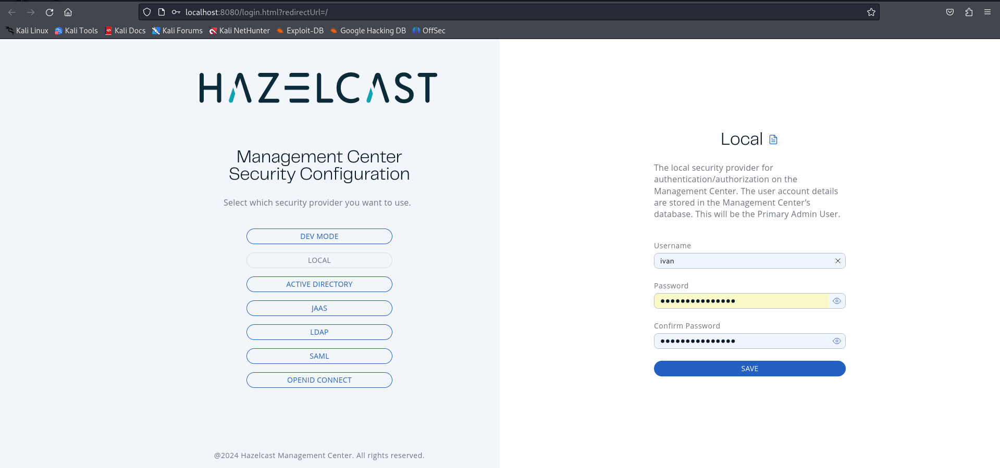 localhost:8080/login.html?redirectUrl=/
Kali Linux Kali Tools Kali Docs Kali Forums Kali NetHunter Exploit-DB Google Hacking DB OffSec
HAZELCAST
Management Center
Security Configuration
Select which security provider you want to use.
DEV MODE
LOCAL
ACTIVE DIRECTORY
JAAS
LDAP
SAML
OPENID CONNECT
@2024 Hazelcast Management Center. All rights reserved.
Local
The local security provider for
authentication/authorization on the
Management Center. The user account details
are stored in the Management Center’s
database. This will be the Primary Admin User.
Username
ivan
Password
●●●●●●●●●●●●●●●
Confirm Password
●●●●●●●●●●●●●●●
SAVE